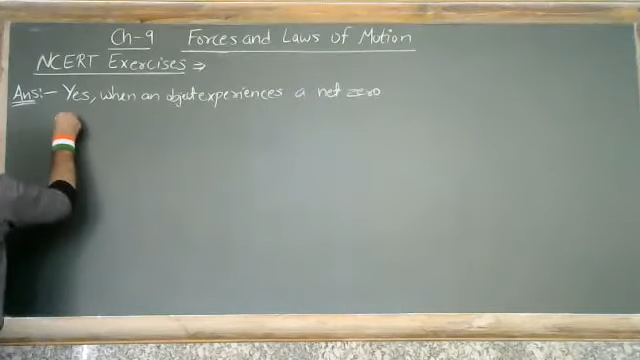 Ch-9 Forces and Laws of Motion
NCERT Exercises ⇒
Ans:- Yes, when an object experiences a net zero